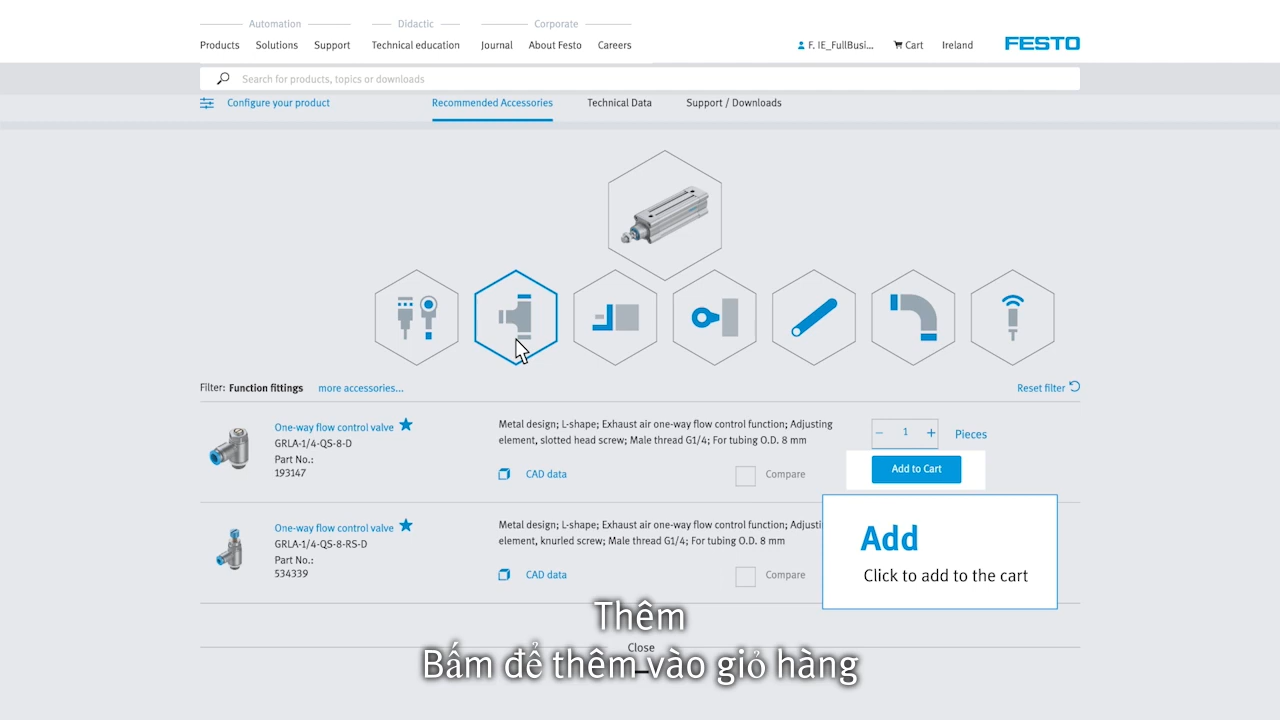 Automation Didactic Corporate
Products Solutions Support Technical education Journal About Festo Careers F. IE_FullBusi... Cart Ireland FESTO
Search for products, topics or downloads
Configure your product Recommended Accessories Technical Data Support / Downloads
Filter: Function fittings more accessories... Reset filter
One-way flow control valve
GRLA-1/4-QS-8-D
Part No.:
193147
Metal design; L-shape; Exhaust air one-way flow control function; Adjusting
element, slotted head screw; Male thread G1/4; For tubing O.D. 8 mm
CAD data Compare
− 1 + Pieces
Add to Cart
One-way flow control valve
GRLA-1/4-QS-8-RS-D
Part No.:
534339
Metal design; L-shape; Exhaust air one-way flow control function; Adjusti
element, knurled screw; Male thread G1/4; For tubing O.D. 8 mm
CAD data Compare
Add
Click to add to the cart
Thêm
Close
Bấm để thêm vào giỏ hàng